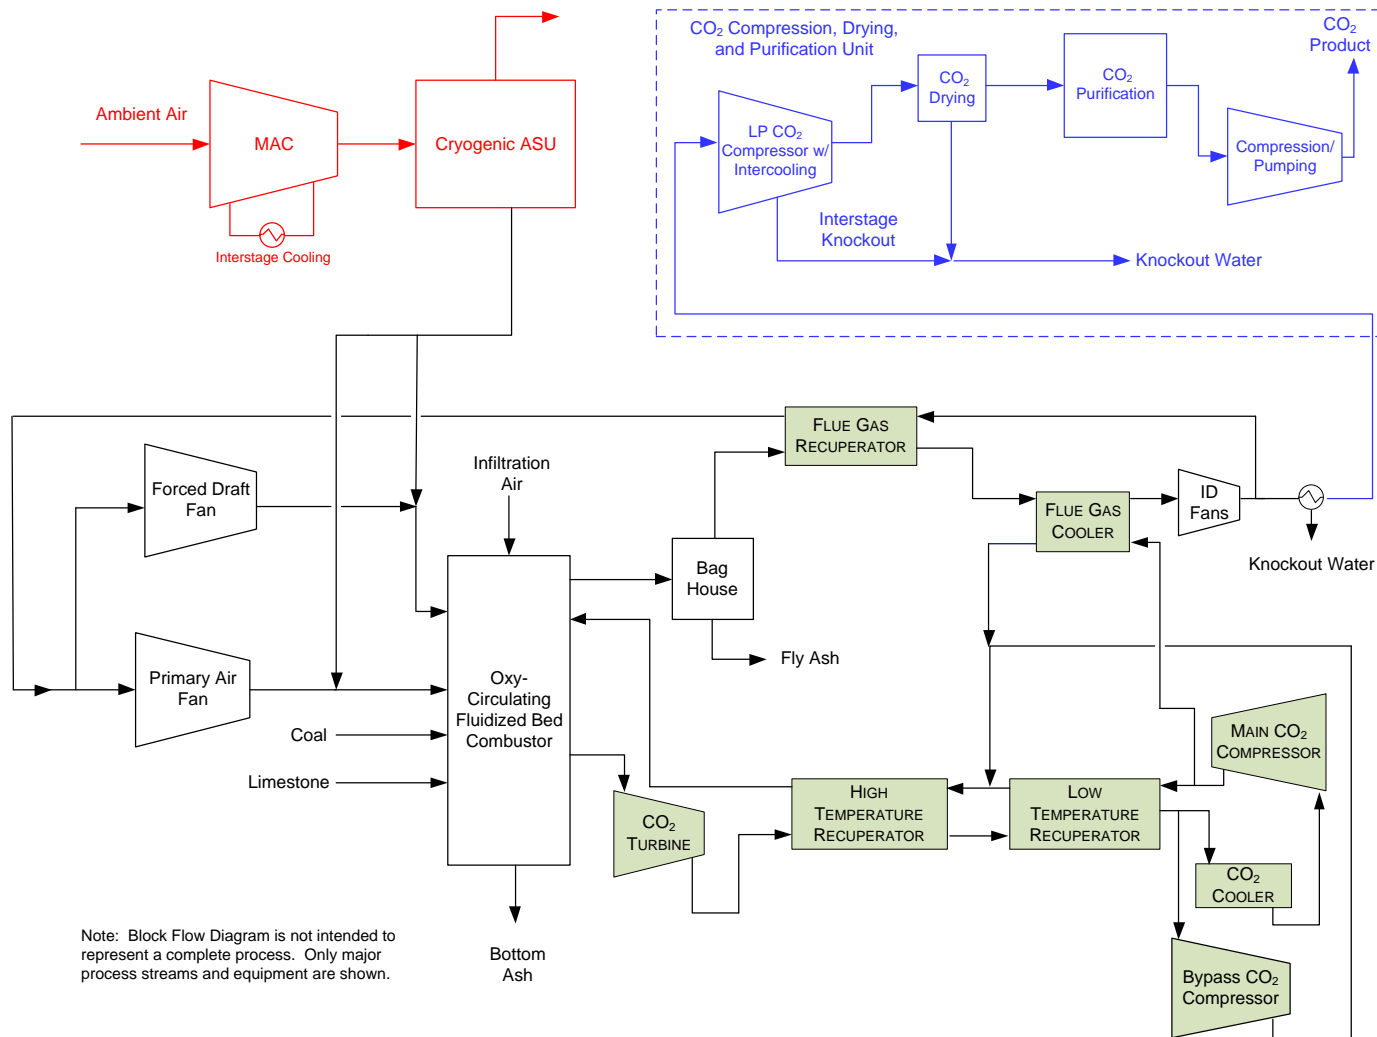 CO₂ Compression, Drying,
and Purification Unit
CO₂
Product
Ambient Air
MAC
Cryogenic ASU
Interstage Cooling
LP CO₂
Compressor w/
Intercooling
CO₂
Drying
CO₂
Purification
Compression/
Pumping
Interstage
Knockout
Knockout Water
Forced Draft
Fan
Infiltration
Air
FLUE GAS
RECUPERATOR
FLUE GAS
COOLER
ID
Fans
Knockout Water
Bag
House
Fly Ash
Primary Air
Fan
Oxy-
Circulating
Fluidized Bed
Combustor
Coal
Limestone
CO₂
TURBINE
HIGH
TEMPERATURE
RECUPERATOR
LOW
TEMPERATURE
RECUPERATOR
MAIN CO₂
COMPRESSOR
CO₂
COOLER
Bypass CO₂
Compressor
Bottom
Ash
Note: Block Flow Diagram is not intended to
represent a complete process. Only major
process streams and equipment are shown.